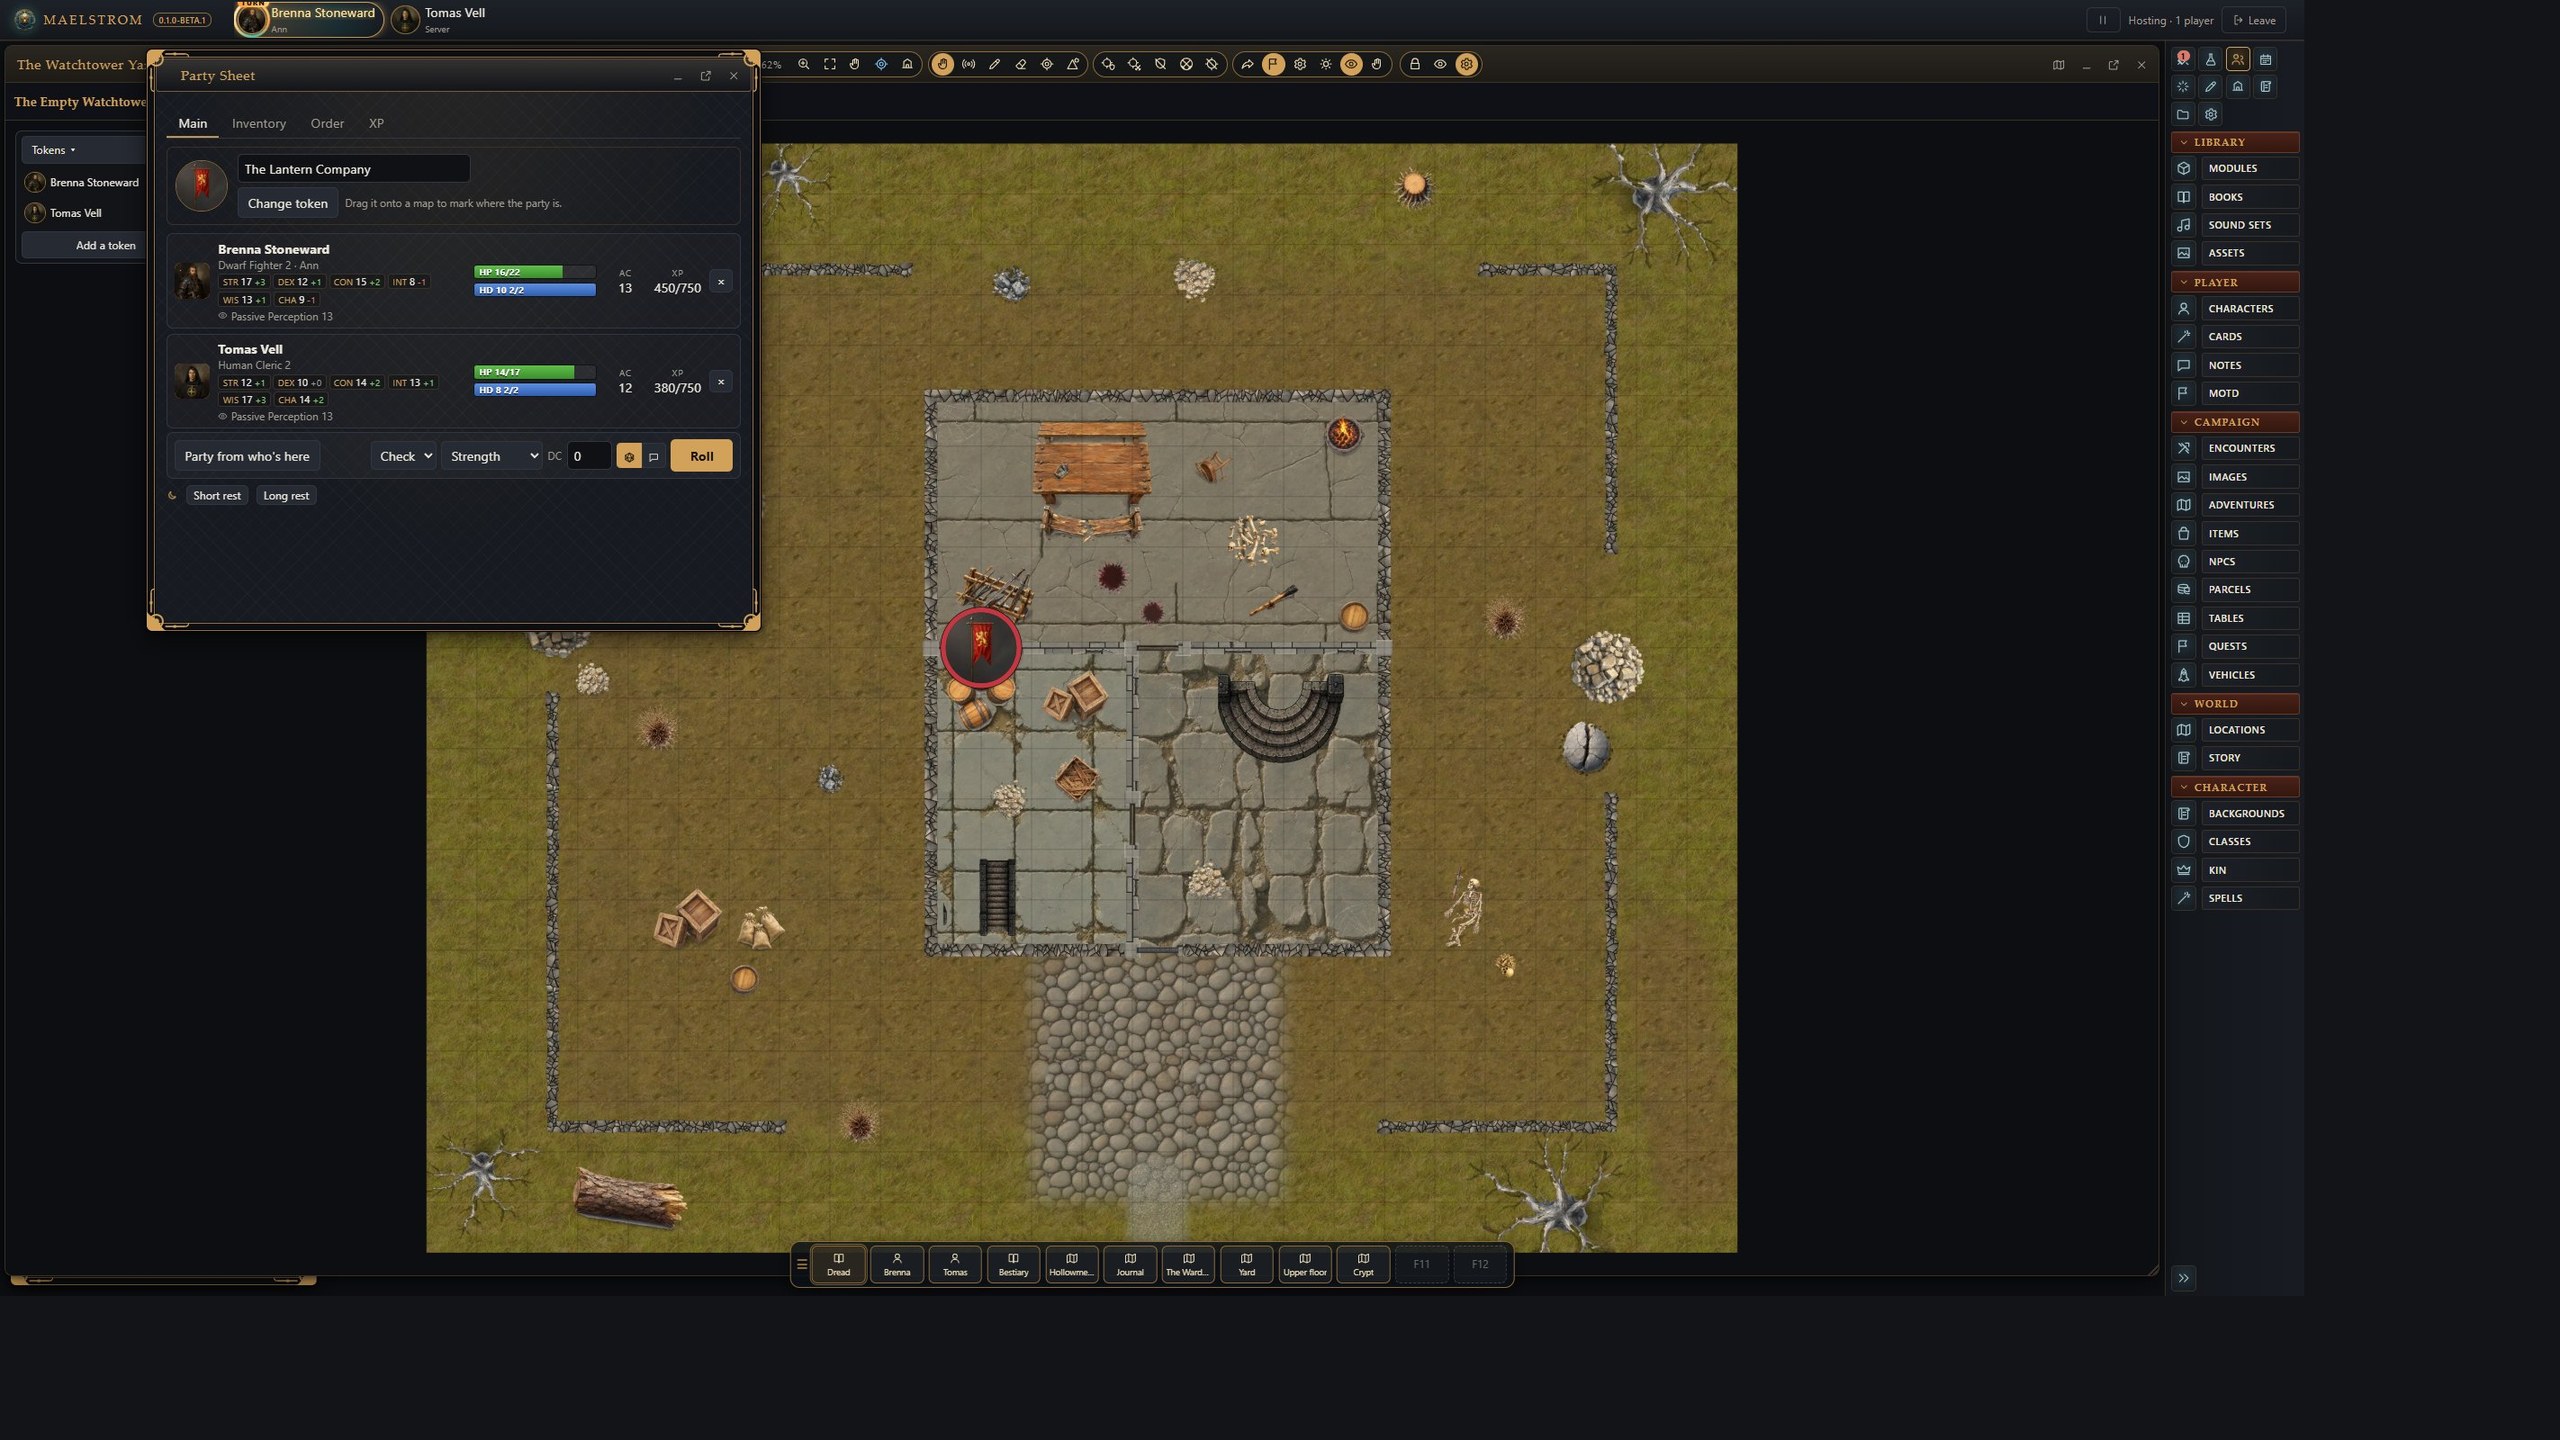 MAELSTROM 0.1.0-BETA.1
Brenna Stoneward
Ann
Tomas Vell
Server
Hosting · 1 player
Leave
62%
Party Sheet
The Empty Watchtowe
Tokens
Brenna Stoneward
Tomas Vell
Add a token
Main Inventory Order XP
The Lantern Company
Change token Drag it onto a map to mark where the party is.
Brenna Stoneward
Dwarf Fighter 2 · Ann
STR 17 +3 DEX 12 +1 CON 15 +2 INT 8 -1
WIS 13 +1 CHA 9 -1
Passive Perception 13
HP 16/22
HD 10 2/2
AC
13
XP
450/750
Tomas Vell
Human Cleric 2
STR 12 +1 DEX 10 +0 CON 14 +2 INT 13 +1
WIS 17 +3 CHA 14 +2
Passive Perception 13
HP 14/17
HD 8 2/2
AC
12
XP
380/750
Party from who's here Check Strength DC 0 Roll
Short rest Long rest
LIBRARY
MODULES
BOOKS
SOUND SETS
ASSETS
PLAYER
CHARACTERS
CARDS
NOTES
MOTD
CAMPAIGN
ENCOUNTERS
IMAGES
ADVENTURES
ITEMS
NPCS
PARCELS
TABLES
QUESTS
VEHICLES
WORLD
LOCATIONS
STORY
CHARACTER
BACKGROUNDS
CLASSES
KIN
SPELLS
Dread Brenna Tomas Bestiary Hollowme... Journal The Ward... Yard Upper floor Crypt F11 F12